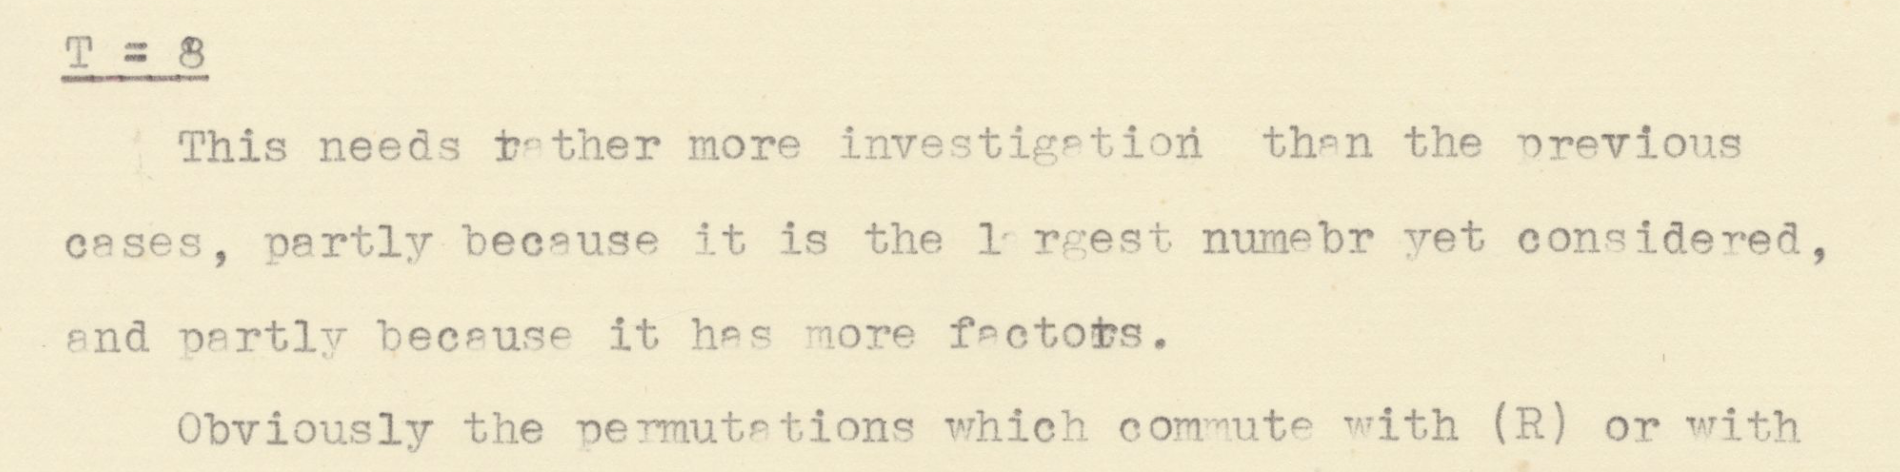 T = 8
This needs rather more investigation than the previous
cases, partly because it is the largest numebr yet considered,
and partly because it has more factors.
Obviously the permutations which commute with (R) or with